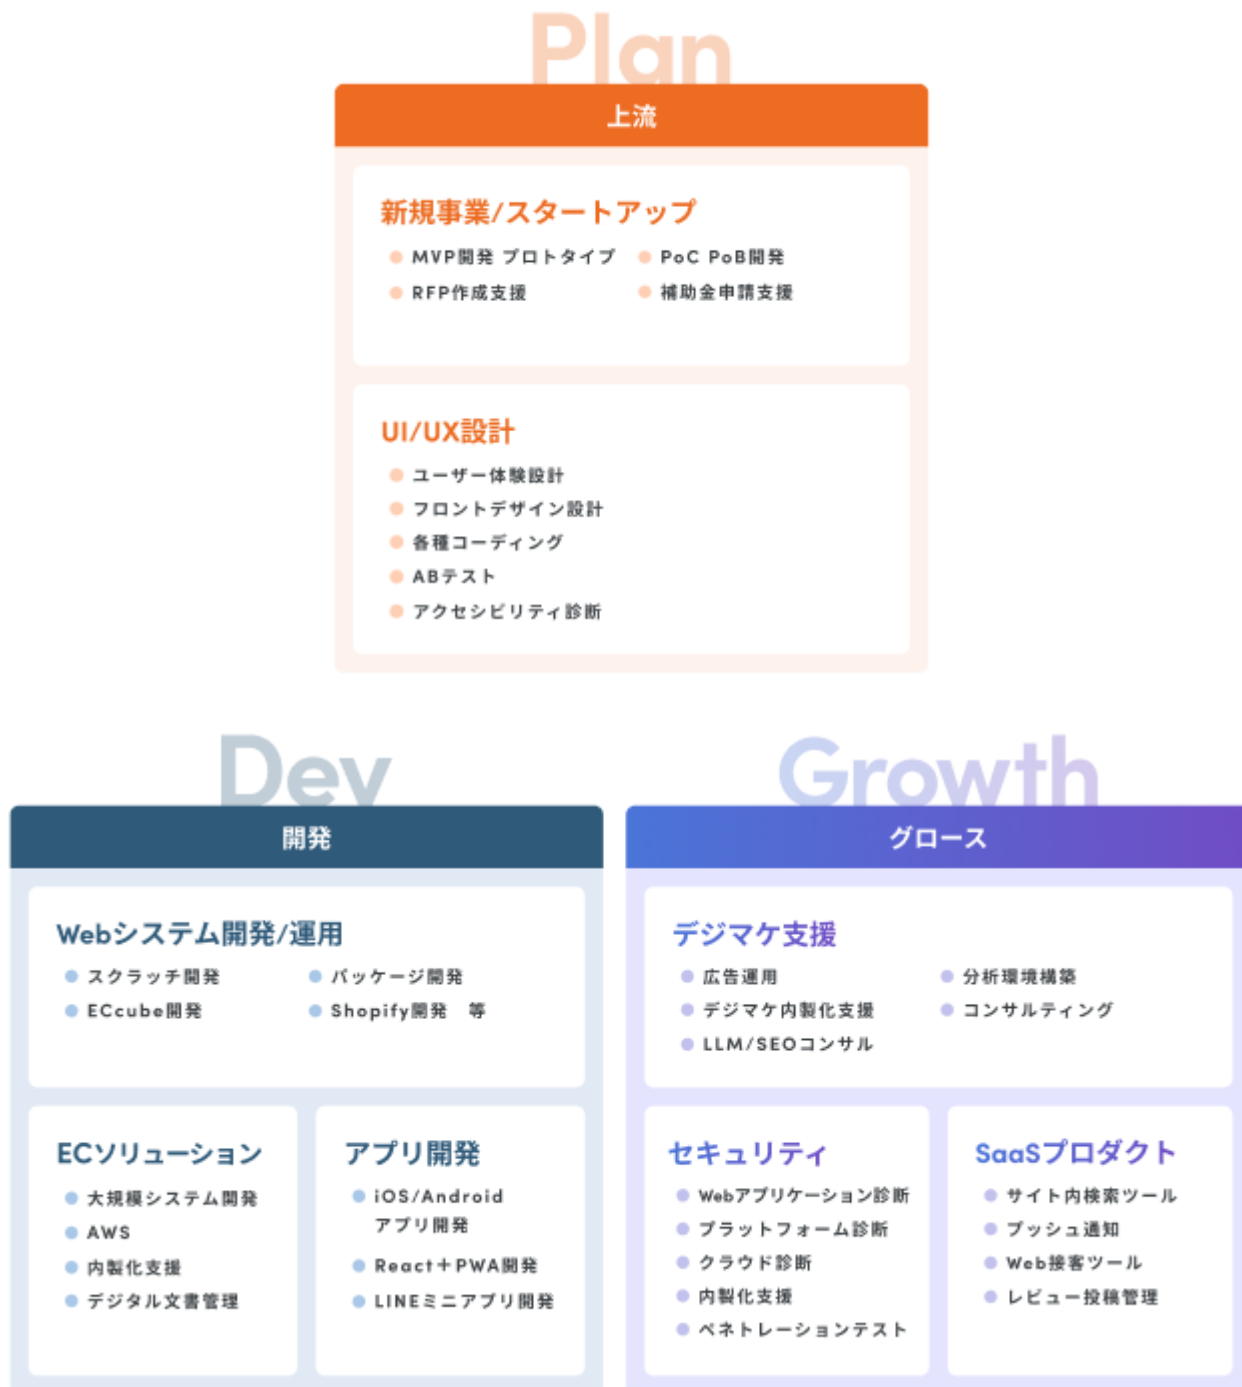 Plan
上流
新規事業/スタートアップ
MVP開発 プロトタイプ
PoC PoB開発
RFP作成支援
補助金申請支援
UI/UX設計
ユーザー体験設計
フロントデザイン設計
各種コーディング
ABテスト
アクセシビリティ診断
Dev
開発
Webシステム開発/運用
スクラッチ開発
パッケージ開発
ECcube開発
Shopify開発　等
ECソリューション
大規模システム開発
AWS
内製化支援
デジタル文書管理
アプリ開発
iOS/Android
アプリ開発
React＋PWA開発
LINEミニアプリ開発
Growth
グロース
デジマケ支援
広告運用
分析環境構築
デジマケ内製化支援
コンサルティング
LLM/SEOコンサル
セキュリティ
Webアプリケーション診断
プラットフォーム診断
クラウド診断
内製化支援
ペネトレーションテスト
SaaSプロダクト
サイト内検索ツール
プッシュ通知
Web接客ツール
レビュー投稿管理